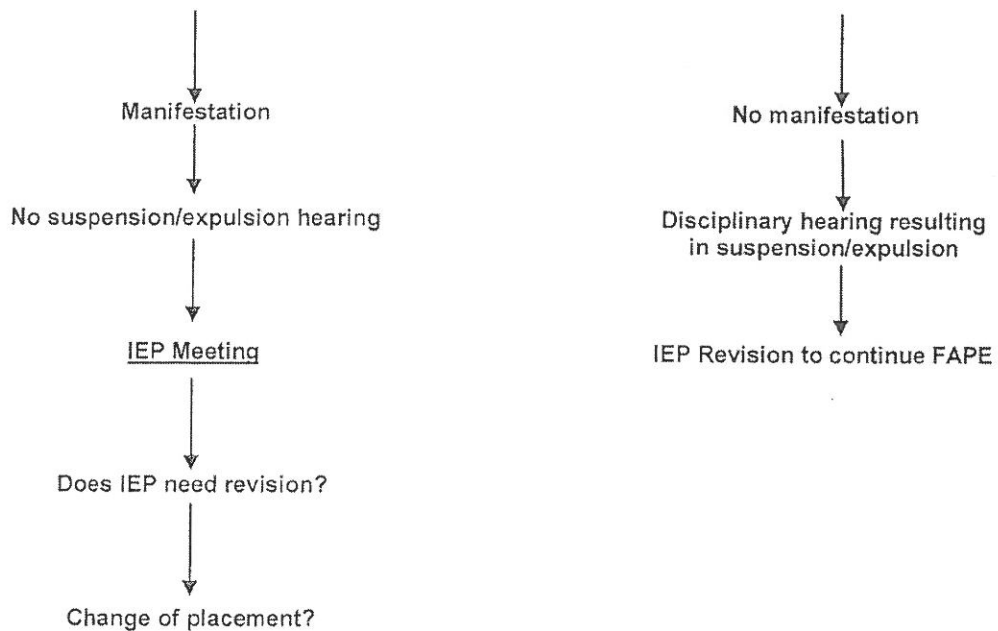 Manifestation
No suspension/expulsion hearing
IEP Meeting
Does IEP need revision?
Change of placement?
No manifestation
Disciplinary hearing resulting
in suspension/expulsion
IEP Revision to continue FAPE